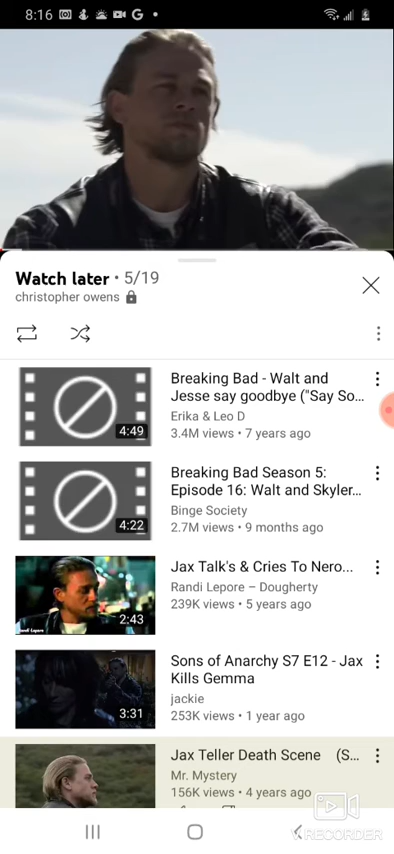 8:16
Watch later • 5/19
christopher owens
Breaking Bad - Walt and
Jesse say goodbye ("Say So...
Erika & Leo D
3.4M views • 7 years ago
4:49
Breaking Bad Season 5:
Episode 16: Walt and Skyler...
Binge Society
2.7M views • 9 months ago
4:22
Jax Talk's & Cries To Nero...
Randi Lepore – Dougherty
239K views • 5 years ago
2:43
Sons of Anarchy S7 E12 - Jax
Kills Gemma
jackie
253K views • 1 year ago
3:31
Jax Teller Death Scene (S...
Mr. Mystery
156K views • 4 years ago
V RECORDER